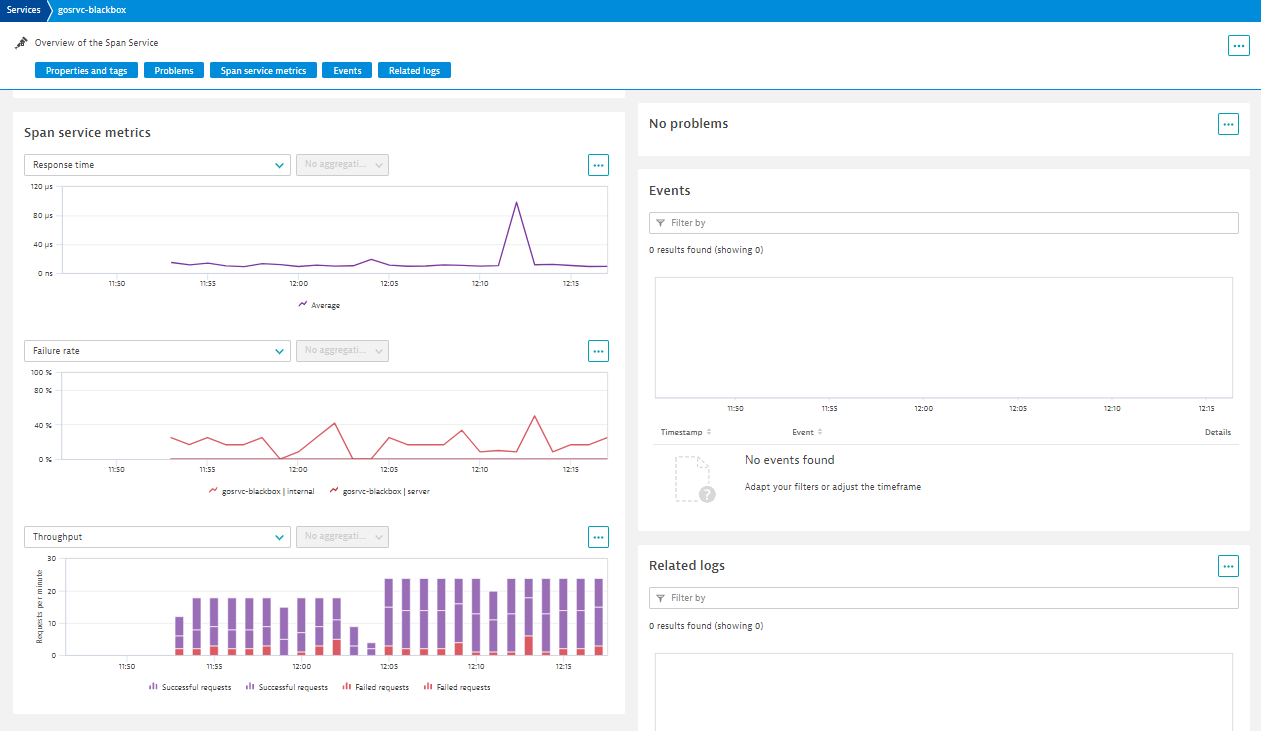 Services gosrvc-blackbox
Overview of the Span Service
Properties and tags Problems Span service metrics Events Related logs
Span service metrics
Response time No aggregati...
120 µs
80 µs
40 µs
0 ns
11:50 11:55 12:00 12:05 12:10 12:15
Average
Failure rate No aggregati...
100 %
80 %
40 %
0 %
11:50 11:55 12:00 12:05 12:10 12:15
gosrvc-blackbox | internal gosrvc-blackbox | server
Throughput No aggregati...
Requests per minute
30
20
10
0
11:50 11:55 12:00 12:05 12:10 12:15
Successful requests Successful requests Failed requests Failed requests
No problems
Events
Filter by
0 results found (showing 0)
11:50 11:55 12:00 12:05 12:10 12:15
Timestamp Event Details
No events found
Adapt your filters or adjust the timeframe
Related logs
Filter by
0 results found (showing 0)